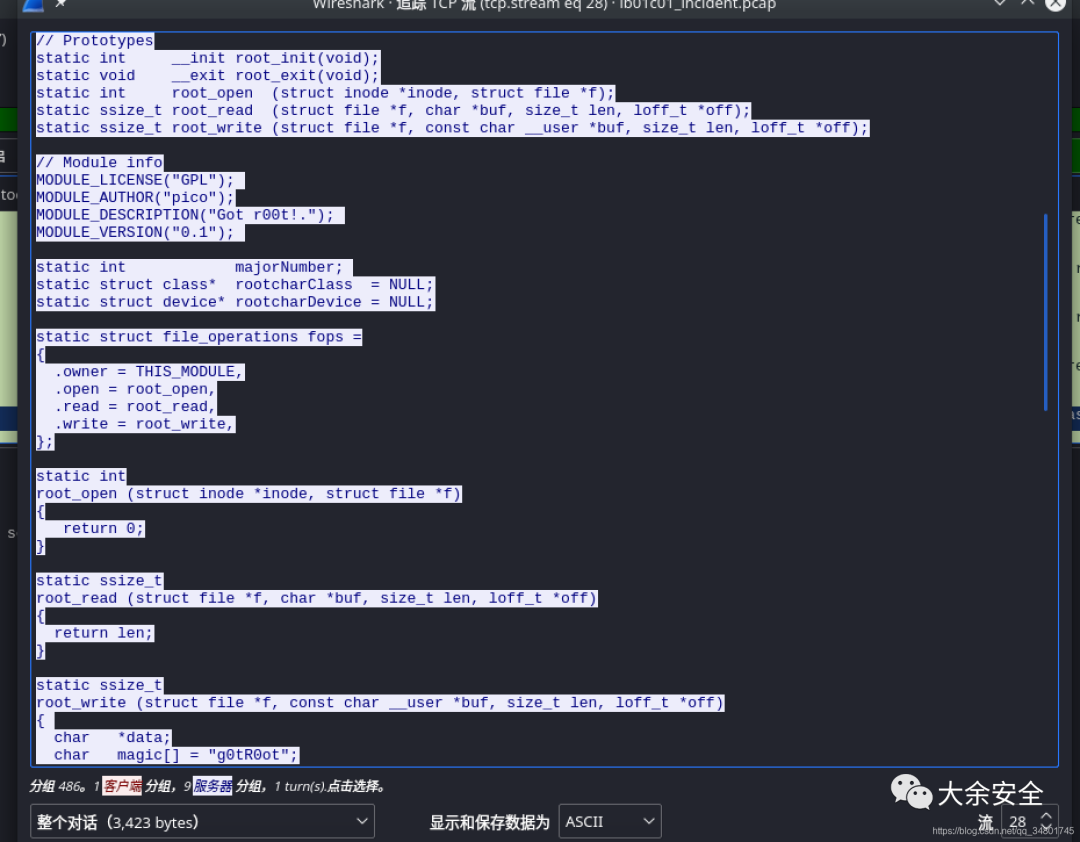 Wireshark · 追踪 TCP 流 (tcp.stream eq 28) · ib01c01_incident.pcap
// Prototypes
static int     __init root_init(void);
static void    __exit root_exit(void);
static int     root_open  (struct inode *inode, struct file *f);
static ssize_t root_read  (struct file *f, char *buf, size_t len, loff_t *off);
static ssize_t root_write (struct file *f, const char __user *buf, size_t len, loff_t *off);
// Module info
MODULE_LICENSE("GPL");
MODULE_AUTHOR("pico");
MODULE_DESCRIPTION("Got r00t!.");
MODULE_VERSION("0.1");
static int            majorNumber;
static struct class*  rootcharClass  = NULL;
static struct device* rootcharDevice = NULL;
static struct file_operations fops =
{
  .owner = THIS_MODULE,
  .open = root_open,
  .read = root_read,
  .write = root_write,
};
static int
root_open (struct inode *inode, struct file *f)
{
   return 0;
}
static ssize_t
root_read (struct file *f, char *buf, size_t len, loff_t *off)
{
  return len;
}
static ssize_t
root_write (struct file *f, const char __user *buf, size_t len, loff_t *off)
{
  char   *data;
  char   magic[] = "g0tR0ot";
分组 486。1 客户端 分组，9 服务器 分组，1 turn(s).点击选择。
大余安全
整个对话（3,423 bytes）
显示和保存数据为
ASCII
流
28
https://blog.csdn.net/qq_34801745